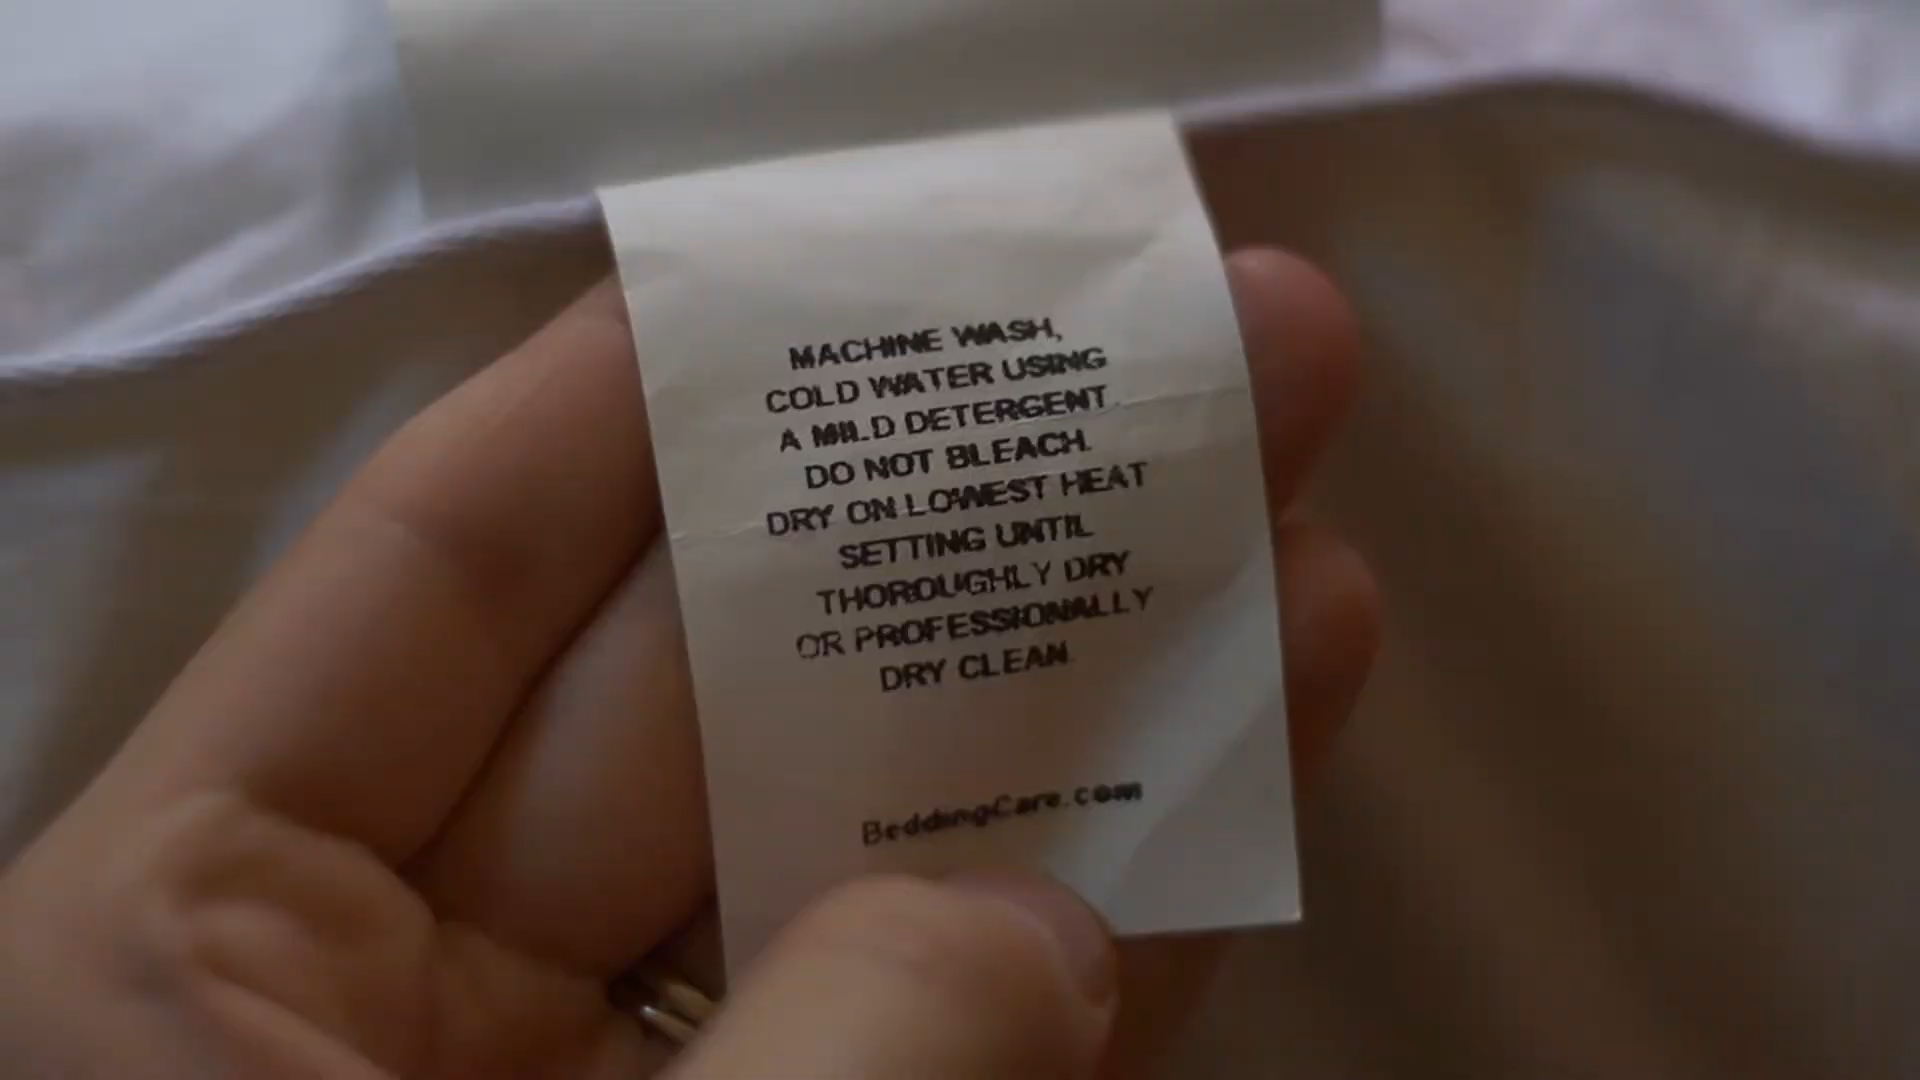 MACHINE WASH,
COLD WATER USING
A MILD DETERGENT.
DO NOT BLEACH.
DRY ON LOWEST HEAT
SETTING UNTIL
THOROUGHLY DRY
OR PROFESSIONALLY
DRY CLEAN.
BeddingCare.com